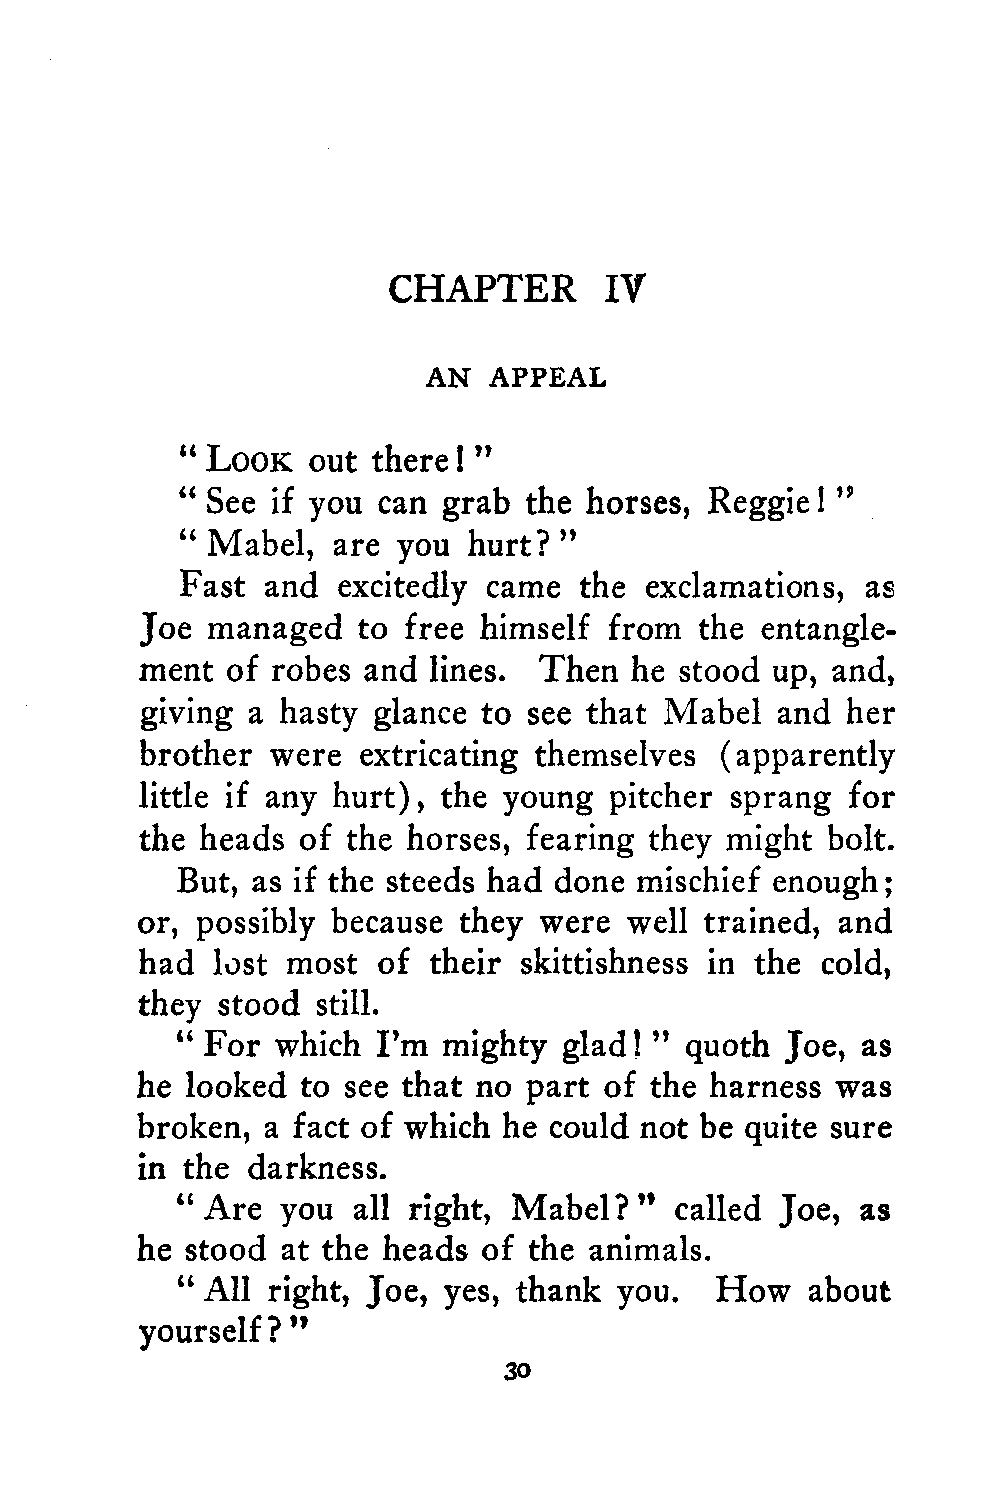 CHAPTER IV
AN APPEAL
“ LOOK out there! ”
“ See if you can grab the horses, Reggie! ”
“ Mabel, are you hurt? ”
Fast and excitedly came the exclamations, as
Joe managed to free himself from the entangle-
ment of robes and lines. Then he stood up, and,
giving a hasty glance to see that Mabel and her
brother were extricating themselves (apparently
little if any hurt), the young pitcher sprang for
the heads of the horses, fearing they might bolt.
But, as if the steeds had done mischief enough;
or, possibly because they were well trained, and
had lost most of their skittishness in the cold,
they stood still.
“ For which I’m mighty glad! ” quoth Joe, as
he looked to see that no part of the harness was
broken, a fact of which he could not be quite sure
in the darkness.
“ Are you all right, Mabel? ” called Joe, as
he stood at the heads of the animals.
“ All right, Joe, yes, thank you. How about
yourself? ”
30